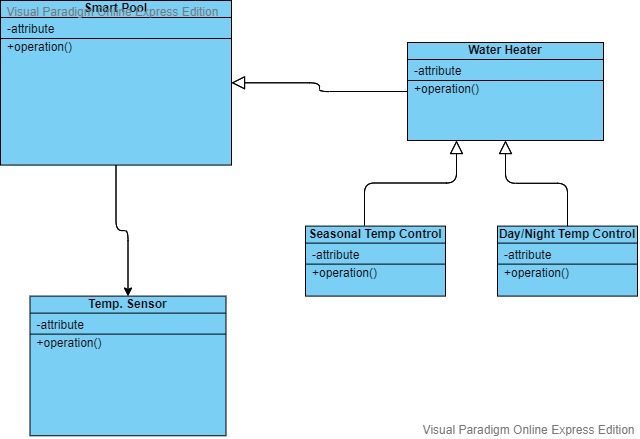 Visual Paradigm Online Express Edition
Smart Pool
-attribute
+operation()
Water Heater
-attribute
+operation()
Seasonal Temp Control
-attribute
+operation()
Day/Night Temp Control
-attribute
+operation()
Temp. Sensor
-attribute
+operation()
Visual Paradigm Online Express Edition